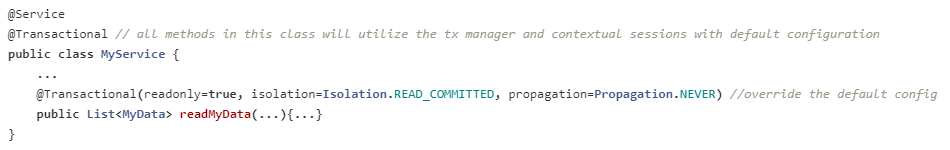 @Service
@Transactional // all methods in this class will utilize the tx manager and contextual sessions with default configuration
public class MyService {
...
@Transactional(readonly=true, isolation=Isolation.READ_COMMITTED, propagation=Propagation.NEVER) //override the default config
public List<MyData> readMyData(...){...}
}